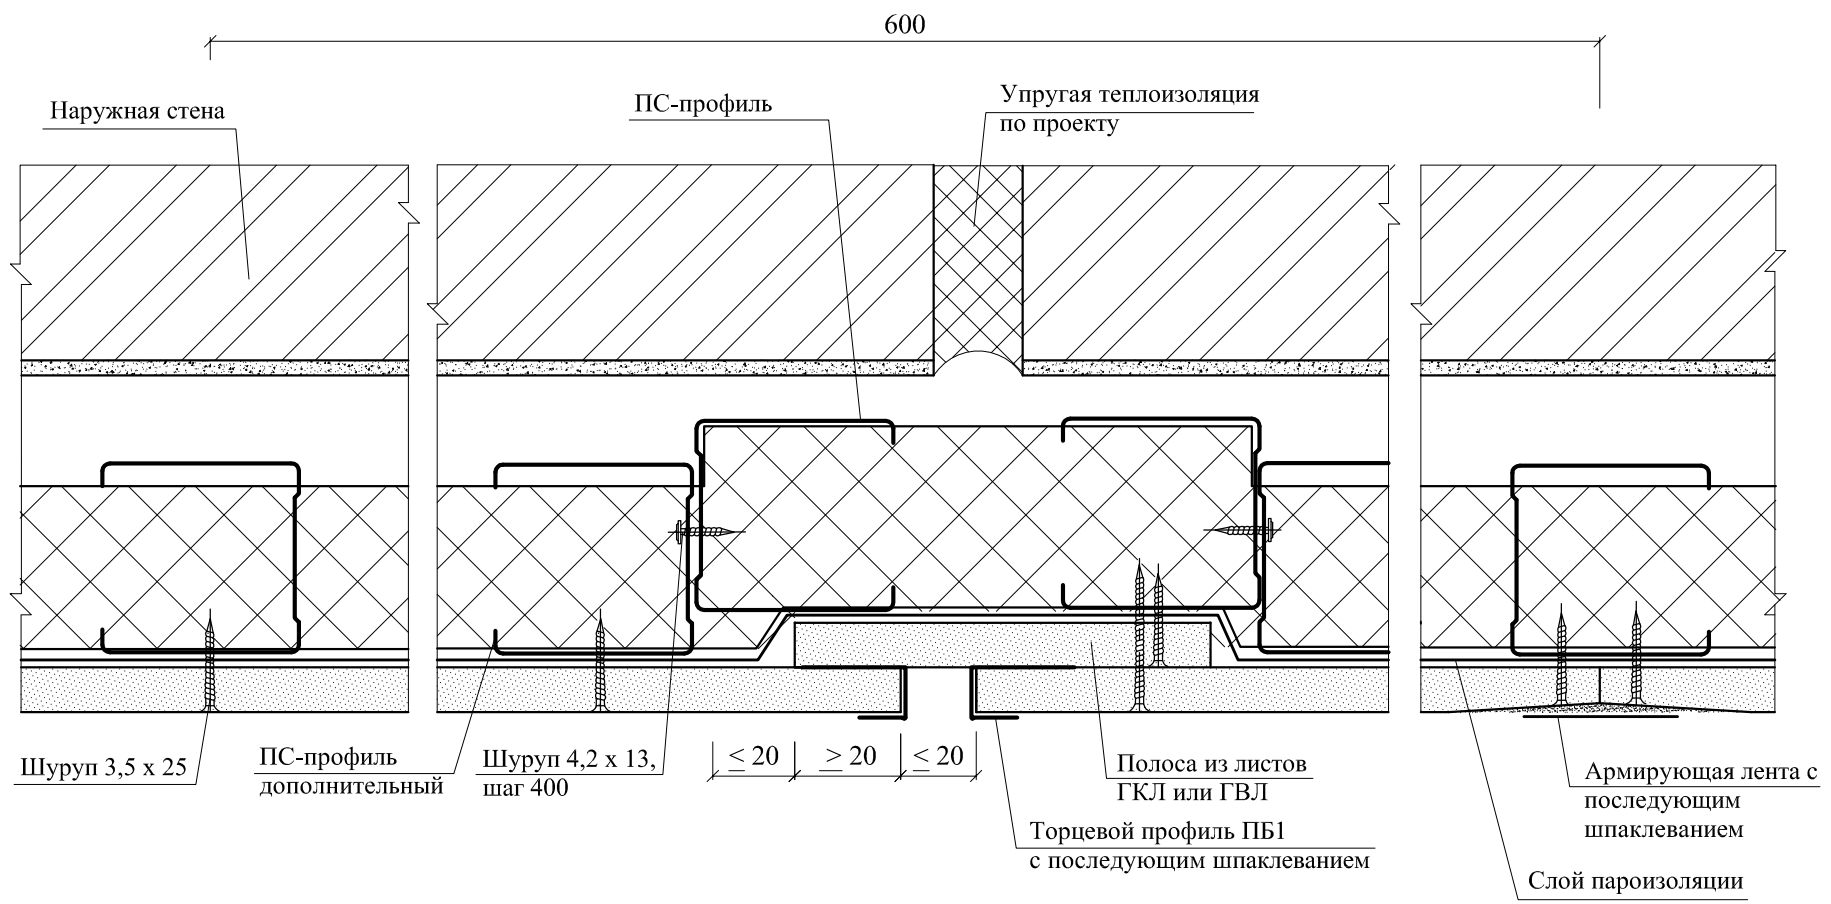 600
Наружная стена
ПС-профиль
Упругая теплоизоляция
по проекту
Шуруп 3,5 х 25
ПС-профиль
дополнительный
Шуруп 4,2 х 13,
шаг 400
≤ 20
≥ 20
≤ 20
Полоса из листов
ГКЛ или ГВЛ
Торцевой профиль ПБ1
с последующим шпаклеванием
Армирующая лента с
последующим
шпаклеванием
Слой пароизоляции